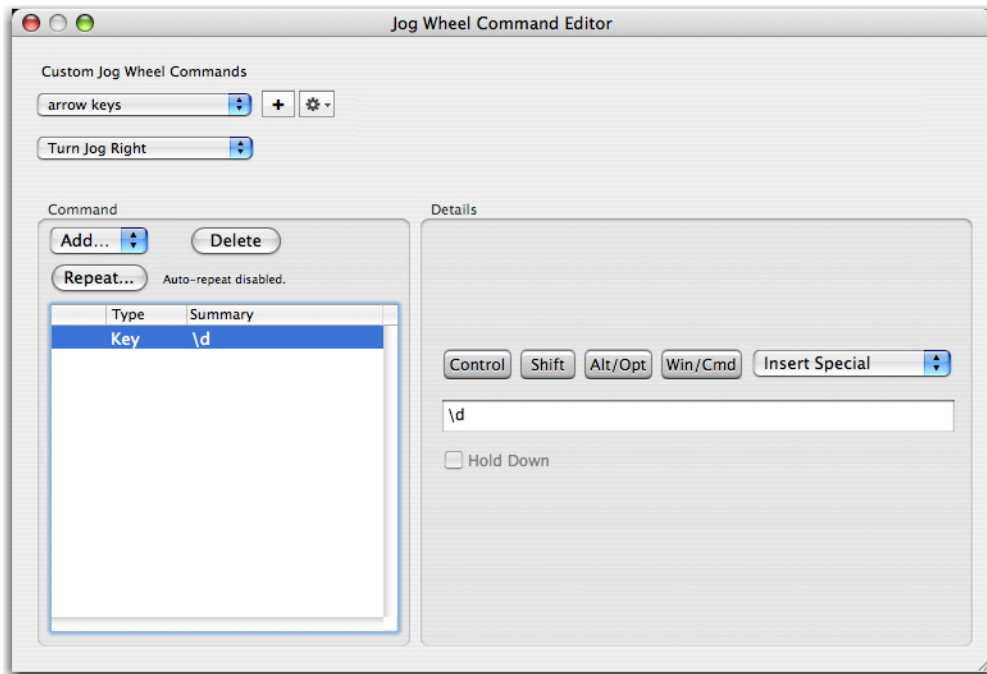 Jog Wheel Command Editor
Custom Jog Wheel Commands
arrow keys
Turn Jog Right
Command
Add...
Delete
Repeat...
Auto-repeat disabled.
Type Summary
Key \d
Details
Control Shift Alt/Opt Win/Cmd Insert Special
\d
Hold Down